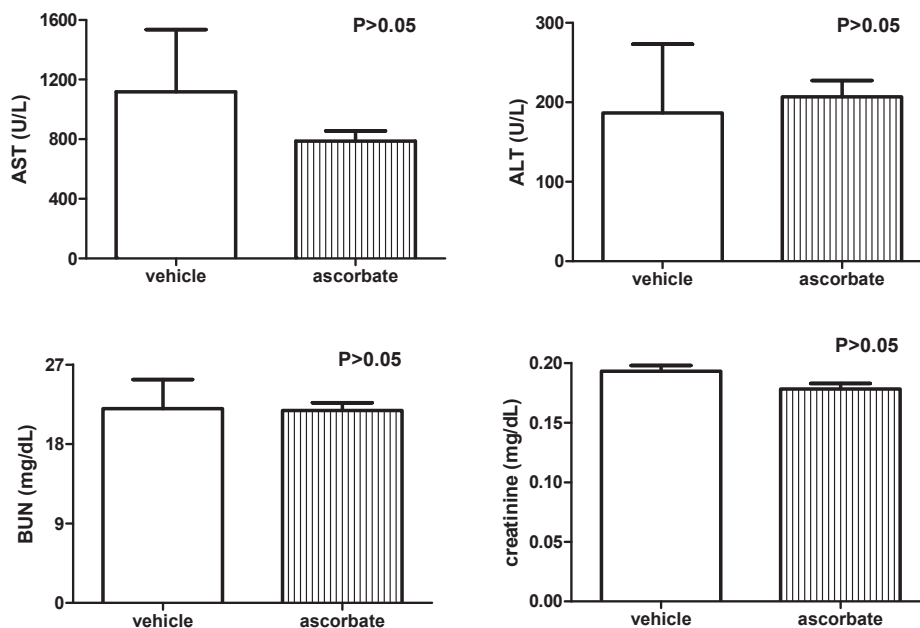 P>0.05
AST (U/L)
1600
1200
800
400
0
vehicle ascorbate
P>0.05
ALT (U/L)
300
200
100
0
vehicle ascorbate
P>0.05
BUN (mg/dL)
27
18
9
0
vehicle ascorbate
P>0.05
creatinine (mg/dL)
0.20
0.15
0.10
0.05
0.00
vehicle ascorbate